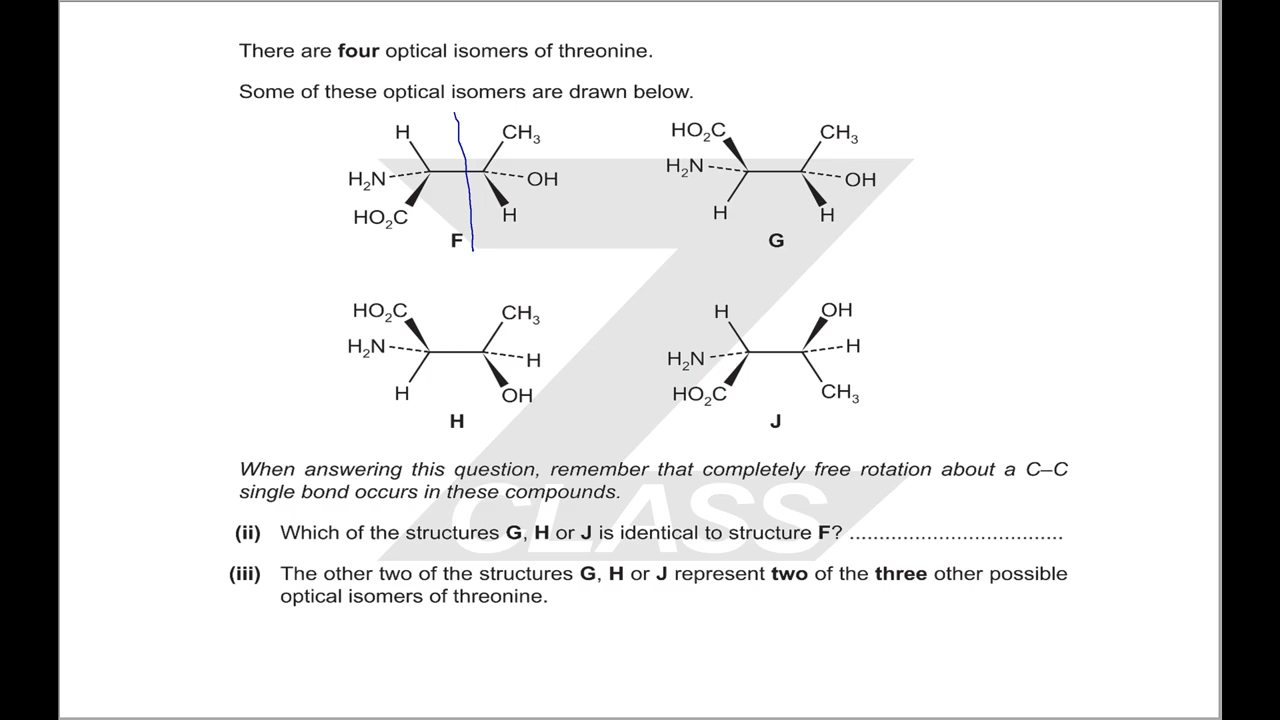 There are four optical isomers of threonine.
Some of these optical isomers are drawn below.
H CH3 HO2C CH3
H2N OH H2N OH
HO2C H H H
F G
HO2C CH3 H OH
H2N H H2N H
H OH HO2C CH3
H J
When answering this question, remember that completely free rotation about a C–C
single bond occurs in these compounds.
(ii) Which of the structures G, H or J is identical to structure F? ....................................
(iii) The other two of the structures G, H or J represent two of the three other possible
optical isomers of threonine.
Z
CLASS